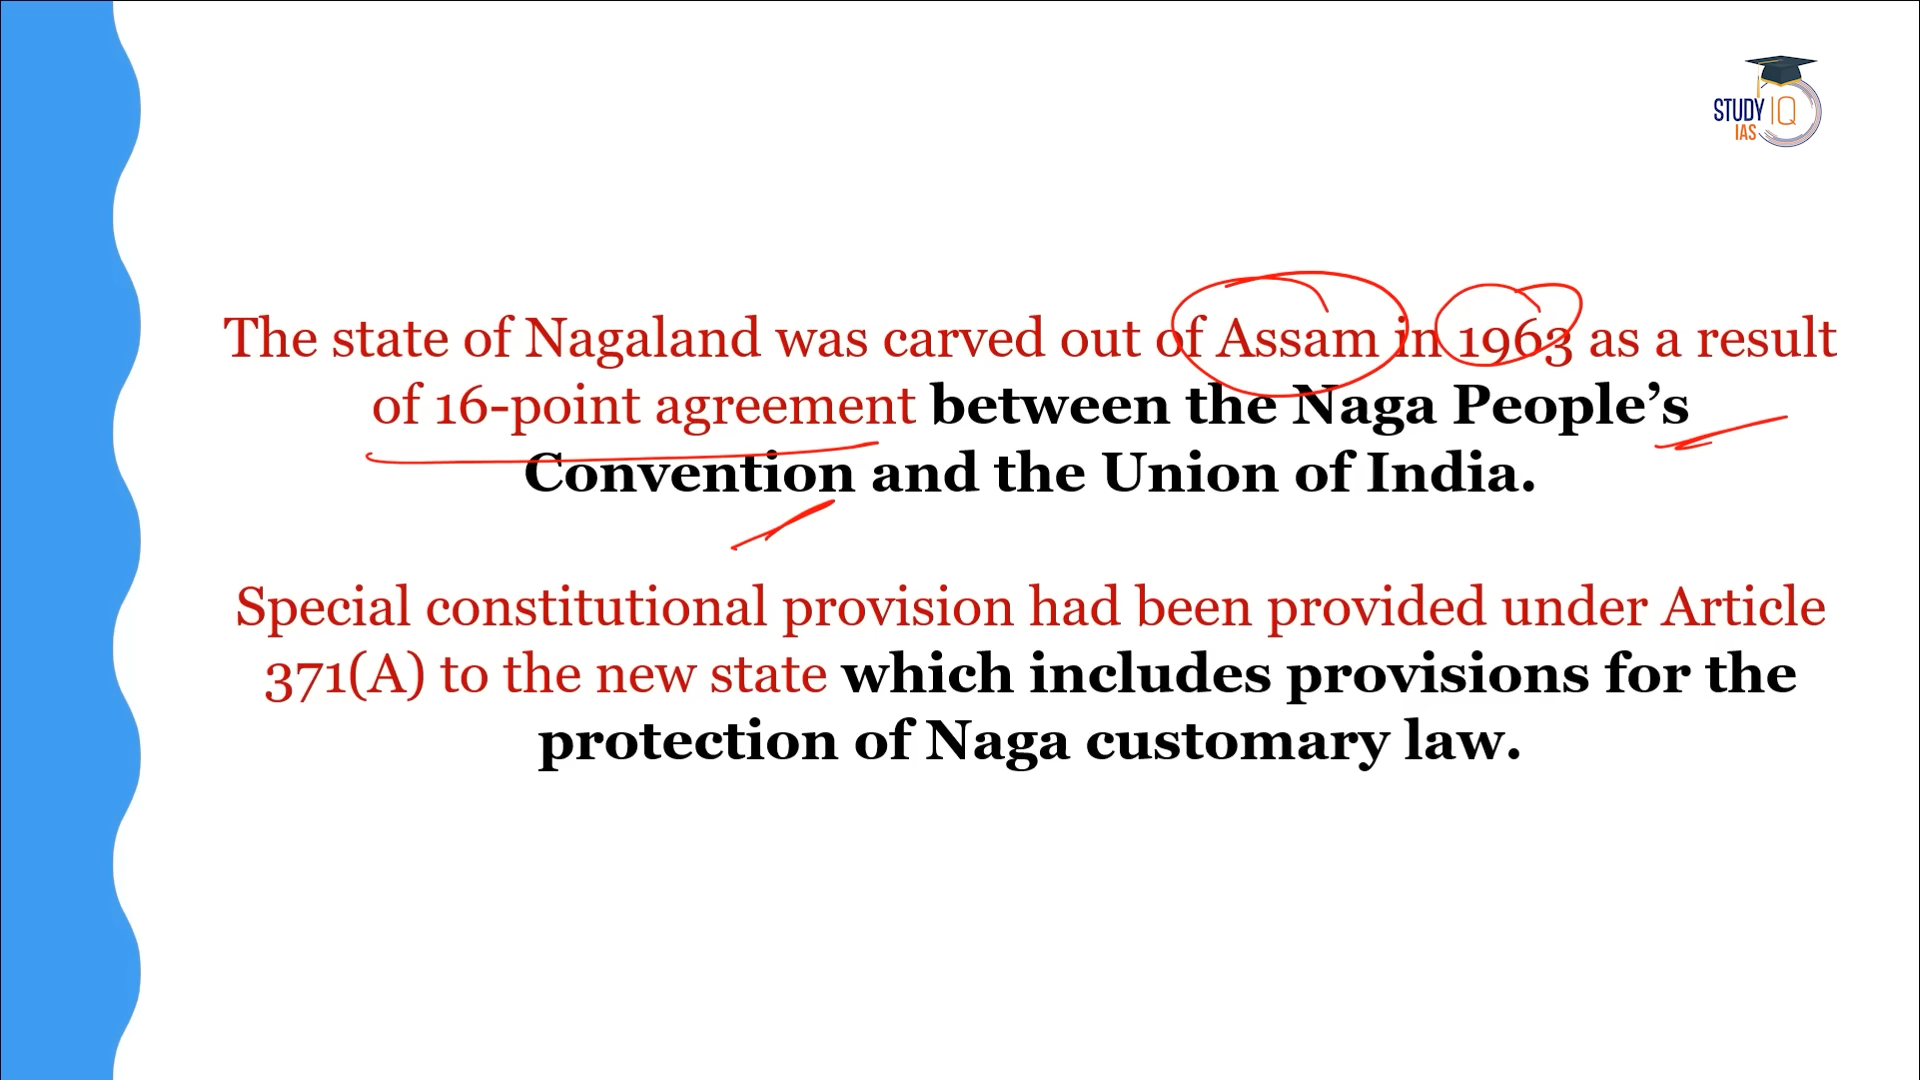 STUDY IQ
IAS
The state of Nagaland was carved out of Assam in 1963 as a result
of 16-point agreement between the Naga People’s
Convention and the Union of India.
Special constitutional provision had been provided under Article
371(A) to the new state which includes provisions for the
protection of Naga customary law.